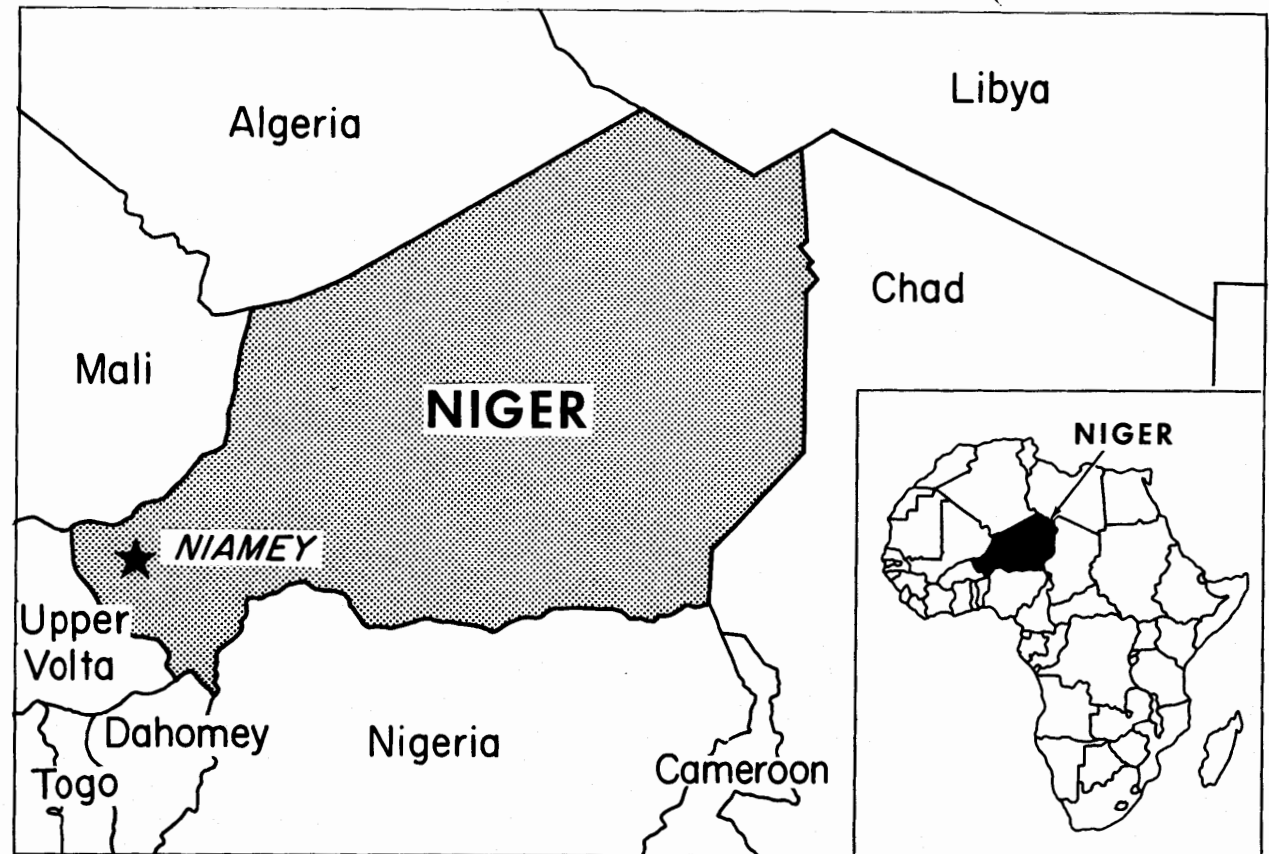 Libya
Algeria
Chad
Mali
NIGER
NIGER
NIAMEY
Upper
Volta
Dahomey
Nigeria
Togo
Cameroon